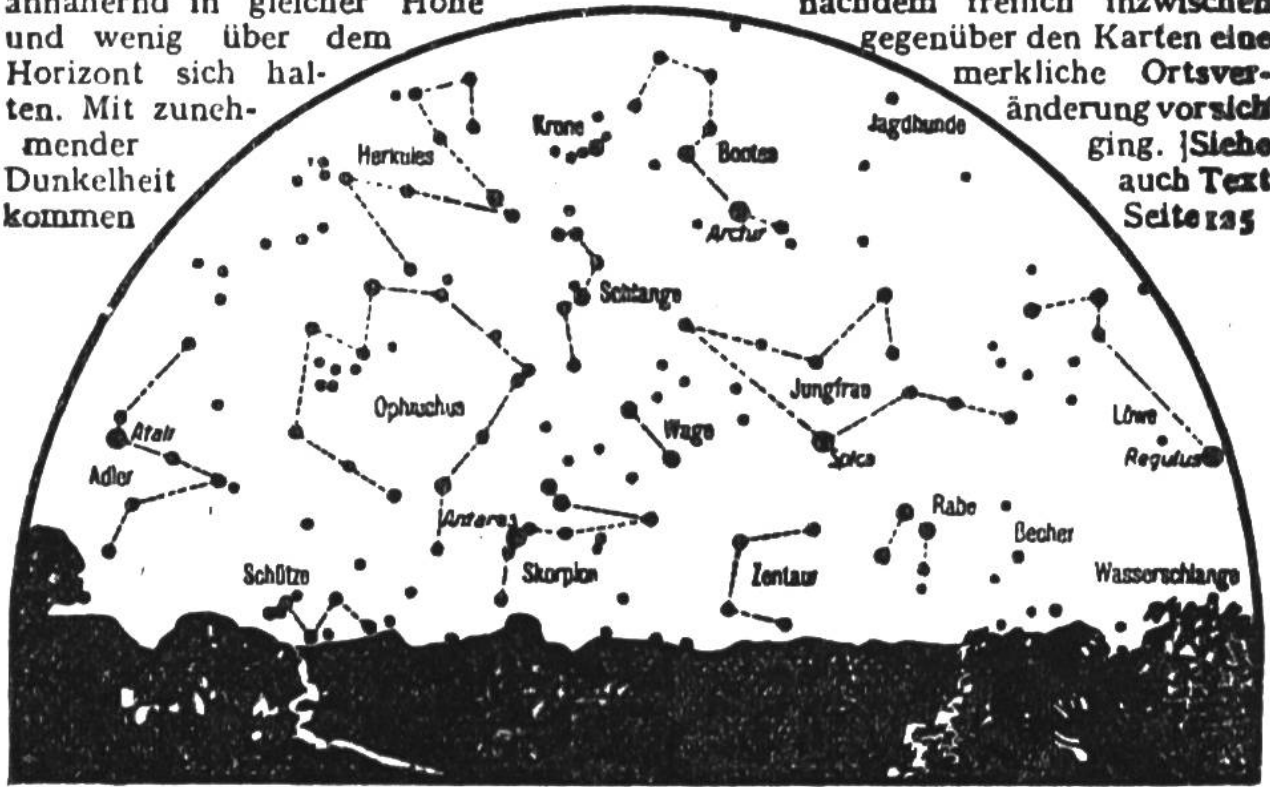 annähernd in gleicher Höhe
und wenig über dem
Horizont sich hal-
ten. Mit zuneh-
mender
Dunkelheit
kommen
nachdem freilich inzwischen
gegenüber den Karten eine
merkliche Ortsver-
änderung vorsich
ging. ]Siehe
auch Text
Seite 125
Krone
Jagdhunde
Herkules
Bootes
Arctur
Schlange
Jungfrau
Ophiuchus
Löwe
Atair
Wage
Spica
Regulus
Adler
Antares
Rabe
Becher
Schütze
Skorpion
Zentaur
Wasserschlange